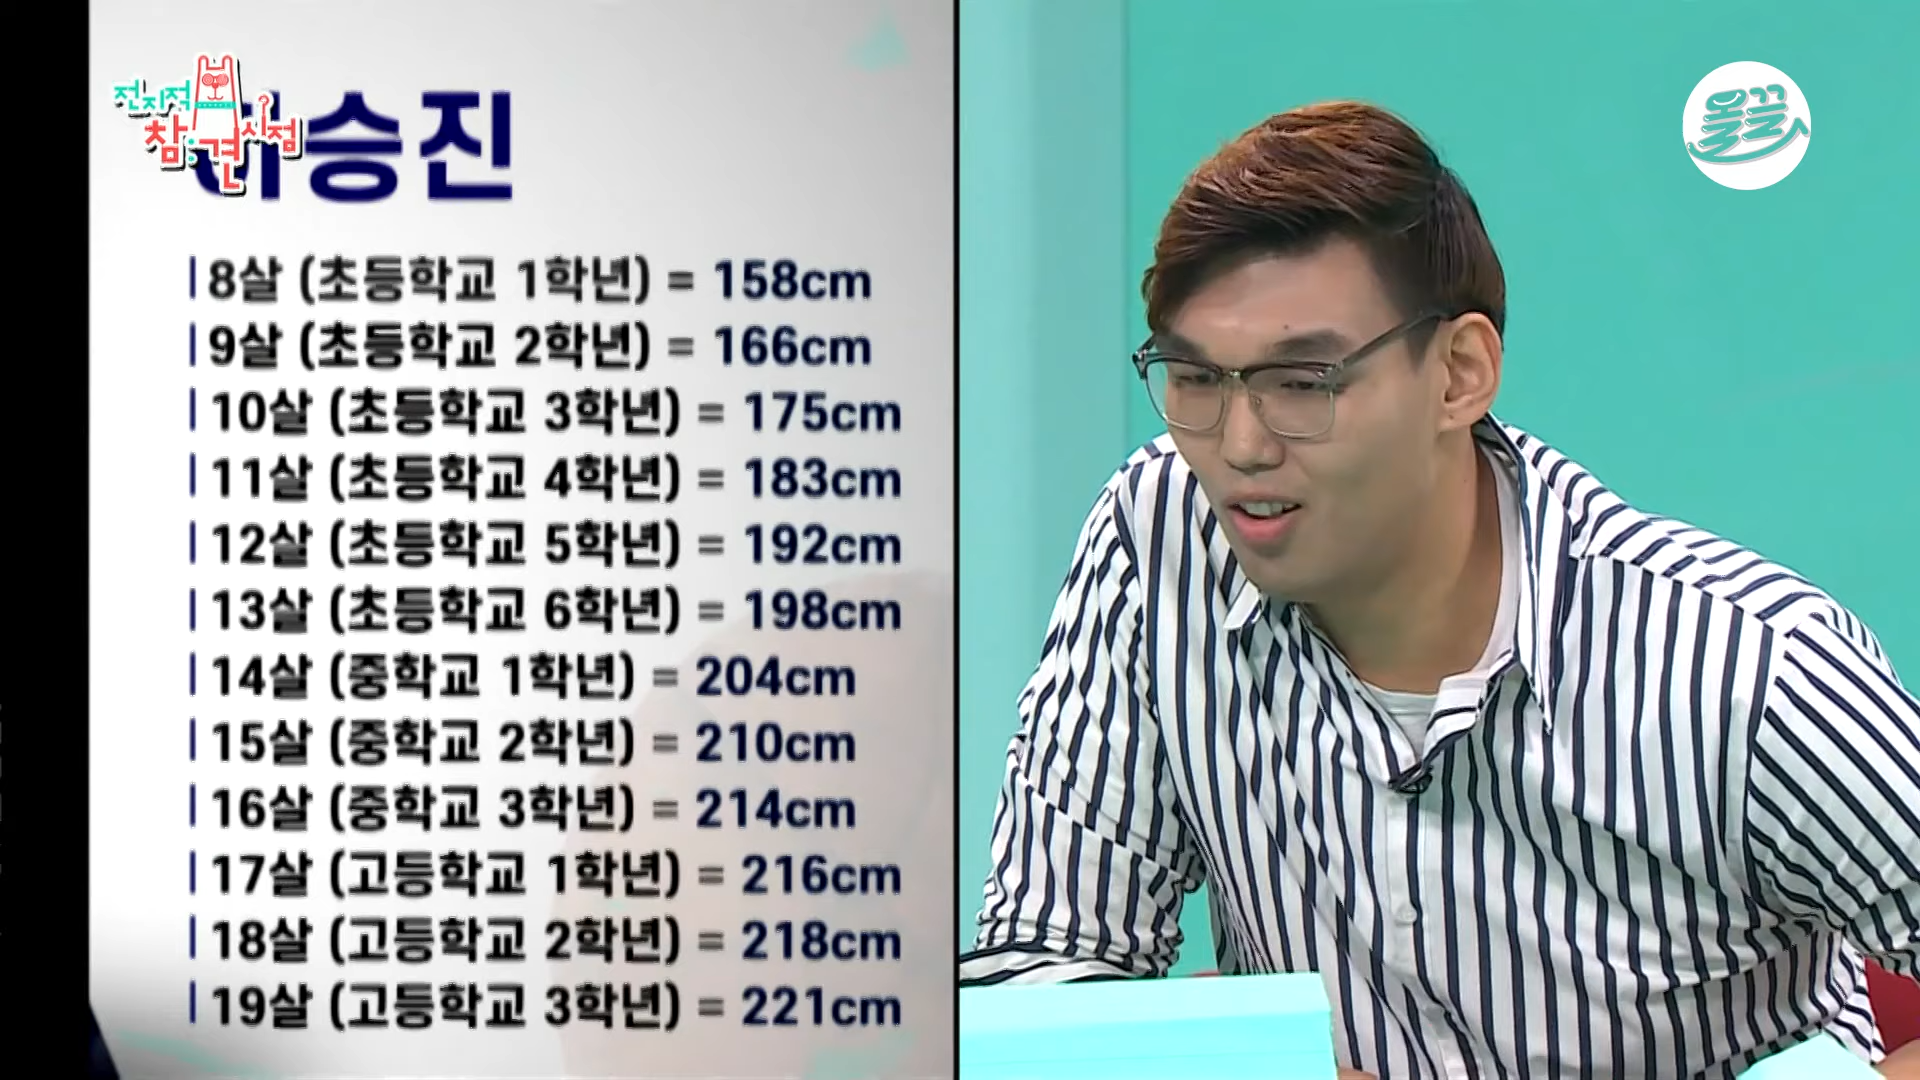 전지적
참견 시점
승진
8살 (초등학교 1학년) = 158cm
9살 (초등학교 2학년) = 166cm
10살 (초등학교 3학년) = 175cm
11살 (초등학교 4학년) = 183cm
12살 (초등학교 5학년) = 192cm
13살 (초등학교 6학년) = 198cm
14살 (중학교 1학년) = 204cm
15살 (중학교 2학년) = 210cm
16살 (중학교 3학년) = 214cm
17살 (고등학교 1학년) = 216cm
18살 (고등학교 2학년) = 218cm
19살 (고등학교 3학년) = 221cm
올끌